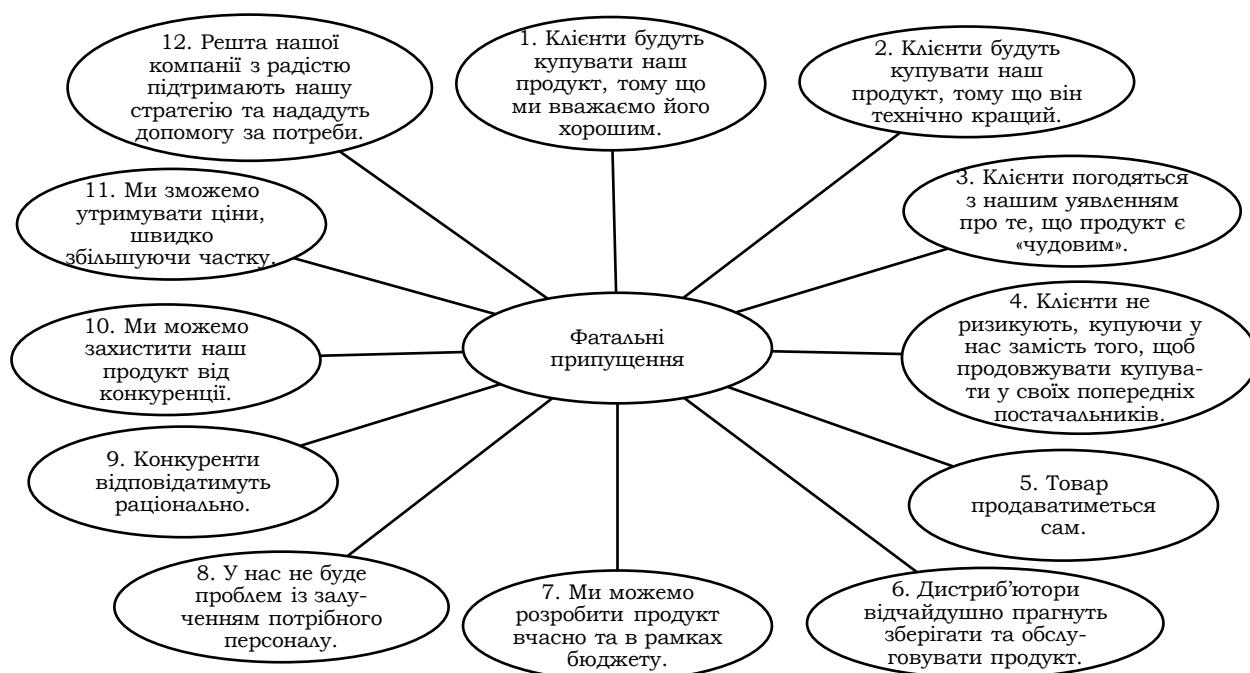 1. Клієнти будуть
купувати наш
продукт, тому що
ми вважаємо його
хорошим.
2. Клієнти будуть
купувати наш
продукт, тому що він
технічно кращий.
3. Клієнти погодяться
з нашим уявленням
про те, що продукт є
«чудовим».
4. Клієнти не
ризикують, купуючи у
нас замість того, щоб
продовжувати купува-
ти у своїх попередніх
постачальників.
5. Товар
продаватиметься
сам.
6. Дистриб’ютори
відчайдушно прагнуть
зберігати та обслу-
говувати продукт.
7. Ми можемо
розробити продукт
вчасно та в рамках
бюджету.
8. У нас не буде
проблем із залу-
ченням потрібного
персоналу.
9. Конкуренти
відповідатимуть
раціонально.
10. Ми можемо
захистити наш
продукт від
конкуренції.
11. Ми зможемо
утримувати ціни,
швидко
збільшуючи частку.
12. Решта нашої
компанії з радістю
підтримають нашу
стратегію та нададуть
допомогу за потреби.
Фатальні
припущення